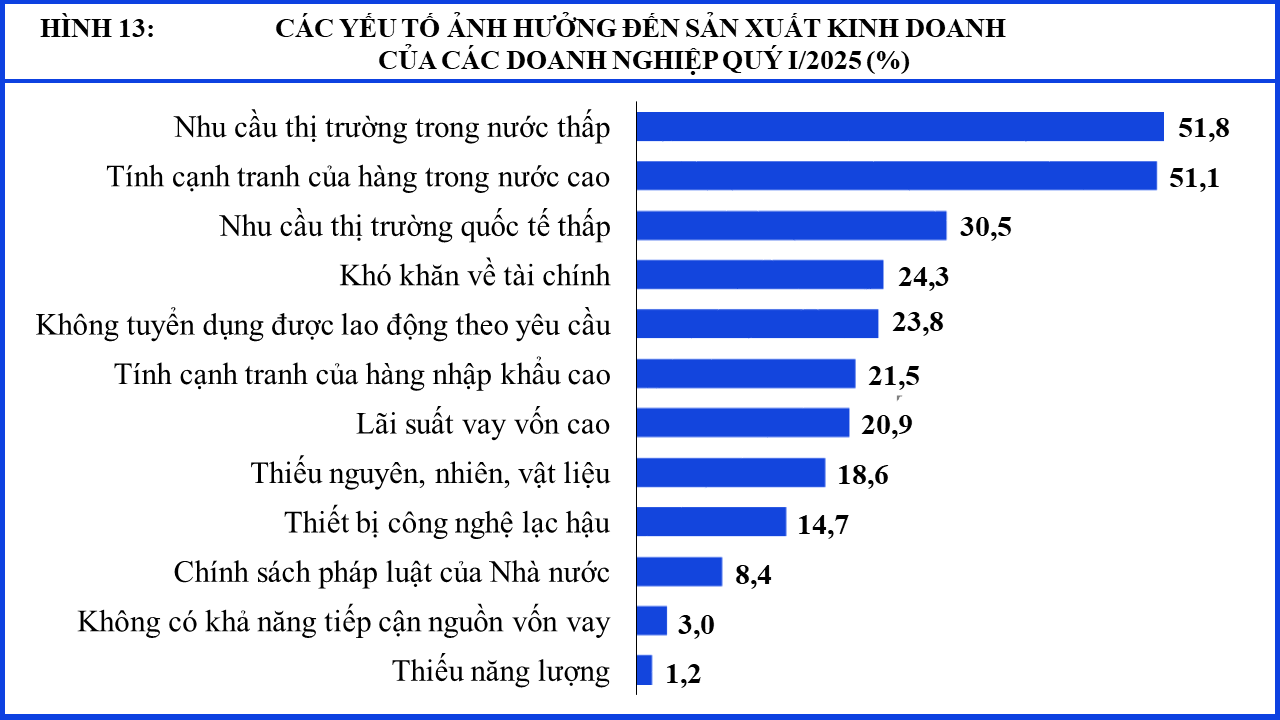 HÌNH 13: CÁC YẾU TỐ ẢNH HƯỞNG ĐẾN SẢN XUẤT KINH DOANH
CỦA CÁC DOANH NGHIỆP QUÝ I/2025 (%)
Nhu cầu thị trường trong nước thấp 51,8
Tính cạnh tranh của hàng trong nước cao 51,1
Nhu cầu thị trường quốc tế thấp 30,5
Khó khăn về tài chính 24,3
Không tuyển dụng được lao động theo yêu cầu 23,8
Tính cạnh tranh của hàng nhập khẩu cao 21,5
Lãi suất vay vốn cao 20,9
Thiếu nguyên, nhiên, vật liệu 18,6
Thiết bị công nghệ lạc hậu 14,7
Chính sách pháp luật của Nhà nước 8,4
Không có khả năng tiếp cận nguồn vốn vay 3,0
Thiếu năng lượng 1,2